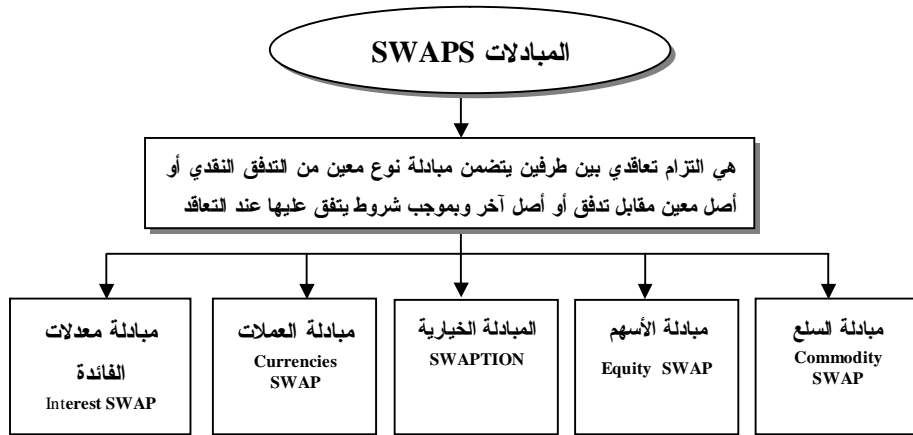 المبادلات SWAPS
هي التزام تعاقدي بين طرفين يتضمن مبادلة نوع معين من التدفق النقدي أو
أصل معين مقابل تدفق أو أصل آخر وبموجب شروط يتفق عليها عند التعاقد
مبادلة السلع
Commodity
SWAP
مبادلة الأسهم
Equity SWAP
المبادلة الخيارية
SWAPTION
مبادلة العملات
Currencies
SWAP
مبادلة معدلات
الفائدة
Interest SWAP